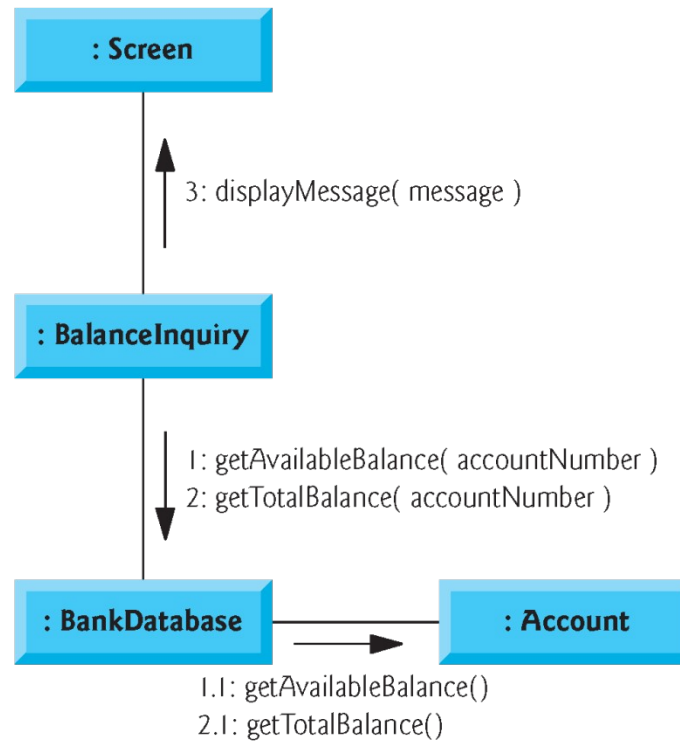 : Screen
3: displayMessage( message )
: BalanceInquiry
1: getAvailableBalance( accountNumber )
2: getTotalBalance( accountNumber )
: BankDatabase
: Account
1.1: getAvailableBalance()
2.1: getTotalBalance()